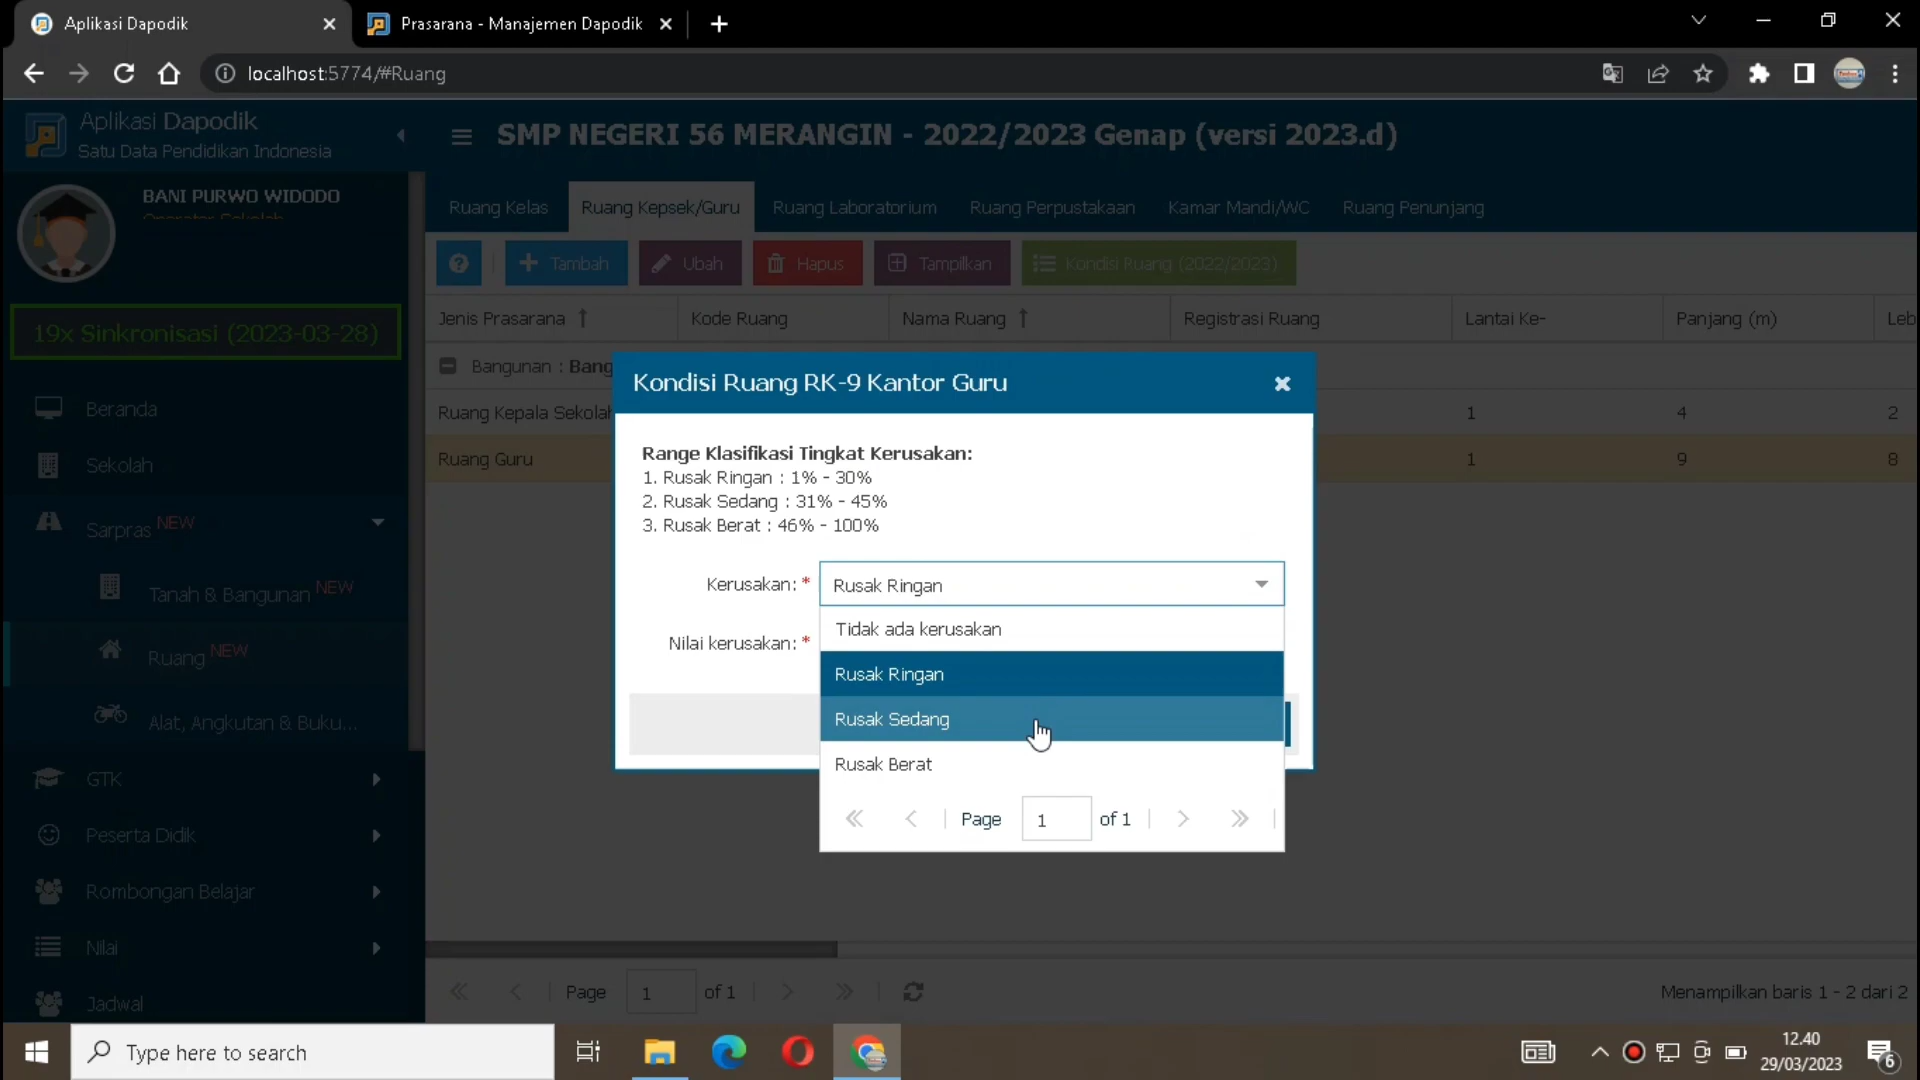 Aplikasi Dapodik
Prasarana - Manajemen Dapodik
localhost:5774/#Ruang
Aplikasi Dapodik
Satu Data Pendidikan Indonesia
SMP NEGERI 56 MERANGIN - 2022/2023 Genap (versi 2023.d)
BANI PURWO WIDODO
Operator Sekolah
Ruang Kelas
Ruang Kepsek/Guru
Ruang Laboratorium
Ruang Perpustakaan
Kamar Mandi/WC
Ruang Penunjang
Tambah
Ubah
Hapus
Tampilkan
Kondisi Ruang (2022/2023)
19x Sinkronisasi (2023-03-28)
Jenis Prasarana
Kode Ruang
Nama Ruang
Registrasi Ruang
Lantai Ke-
Panjang (m)
Leb
Bangunan : Bang
Ruang Kepala Sekolah
1
4
2
Ruang Guru
1
9
8
Beranda
Sekolah
Sarpras NEW
Tanah & Bangunan NEW
Ruang NEW
Alat, Angkutan & Buku...
GTK
Peserta Didik
Rombongan Belajar
Nilai
Jadwal
Kondisi Ruang RK-9 Kantor Guru
Range Klasifikasi Tingkat Kerusakan:
1. Rusak Ringan : 1% - 30%
2. Rusak Sedang : 31% - 45%
3. Rusak Berat : 46% - 100%
Kerusakan: *
Rusak Ringan
Nilai kerusakan: *
Tidak ada kerusakan
Rusak Ringan
Rusak Sedang
Rusak Berat
Page 1 of 1
Page 1 of 1
Menampilkan baris 1 - 2 dari 2
Type here to search
12.40
29/03/2023
6